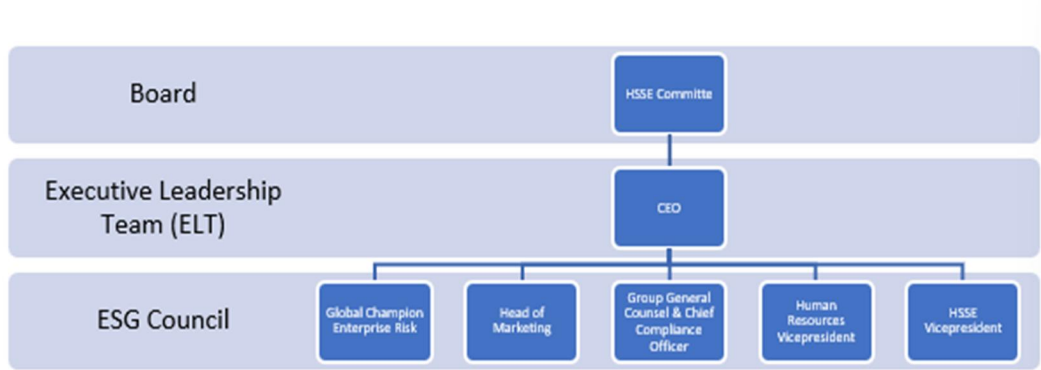 Board
HSSE Committe
Executive Leadership
Team (ELT)
CEO
ESG Council
Global Champion
Enterprise Risk
Head of
Marketing
Group General
Counsel & Chief
Compliance
Officer
Human
Resources
Vicepresident
HSSE
Vicepresident